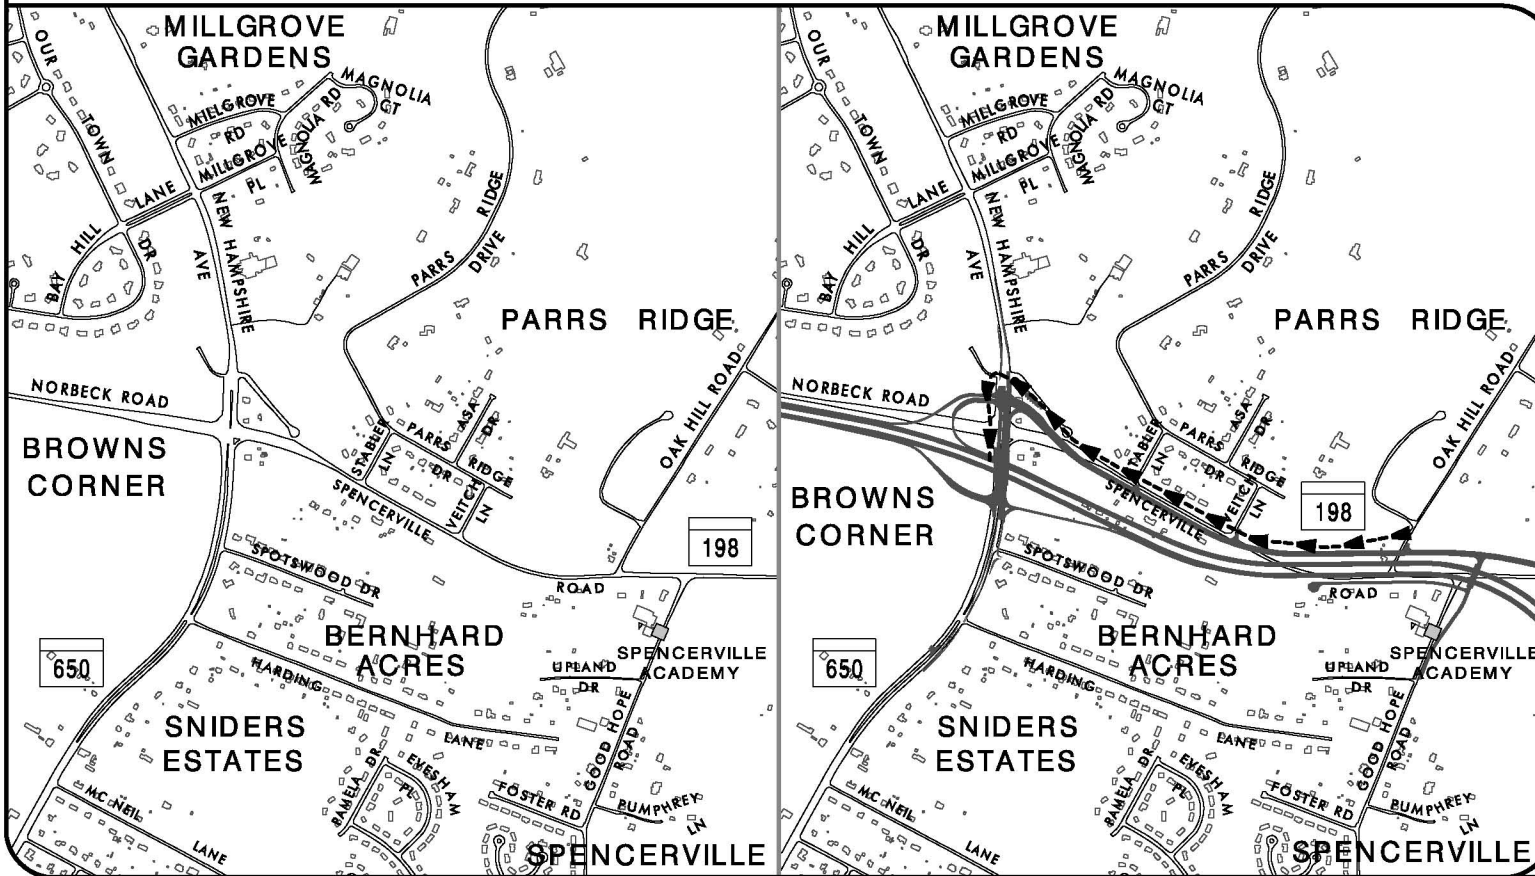 MILLGROVE
GARDENS
OUR
TOWN
LANE
MILLGROVE
RD
MAGNOLIA
CT
MAGNOLIA
RD
MILLGROVE
PL
BAY
HILL
DR
AVE
NEW HAMPSHIRE
PARRS
RIDGE
DRIVE
PARRS RIDGE
NORBECK ROAD
BROWNS
CORNER
STABLER
LN
PARRS
RIDGE
DR
ASA
DR
VEITCH
LN
OAK HILL ROAD
SPENCERVILLE
ROAD
198
SPOTSWOOD DR
650
BERNHARD
ACRES
HARDING
LANE
UPLAND
DR
SPENCERVILLE
ACADEMY
GOOD HOPE
ROAD
SNIDERS
ESTATES
PAMELA DR
EVESHAM
PL
FOSTER RD
BUMPHREY
LN
MC NEIL
LANE
SPENCERVILLE
MILLGROVE
GARDENS
OUR
TOWN
LANE
MILLGROVE
RD
MAGNOLIA
CT
MAGNOLIA
RD
MILLGROVE
PL
BAY
HILL
DR
AVE
NEW HAMPSHIRE
PARRS
RIDGE
DRIVE
PARRS RIDGE
NORBECK ROAD
BROWNS
CORNER
STABLER
LN
PARRS
RIDGE
DR
ASA
DR
VEITCH
LN
OAK HILL ROAD
SPENCERVILLE
ROAD
198
SPOTSWOOD DR
650
BERNHARD
ACRES
HARDING
LANE
UPLAND
DR
SPENCERVILLE
ACADEMY
GOOD HOPE
ROAD
SNIDERS
ESTATES
PAMELA DR
EVESHAM
PL
FOSTER RD
BUMPHREY
LN
MC NEIL
LANE
SPENCERVILLE